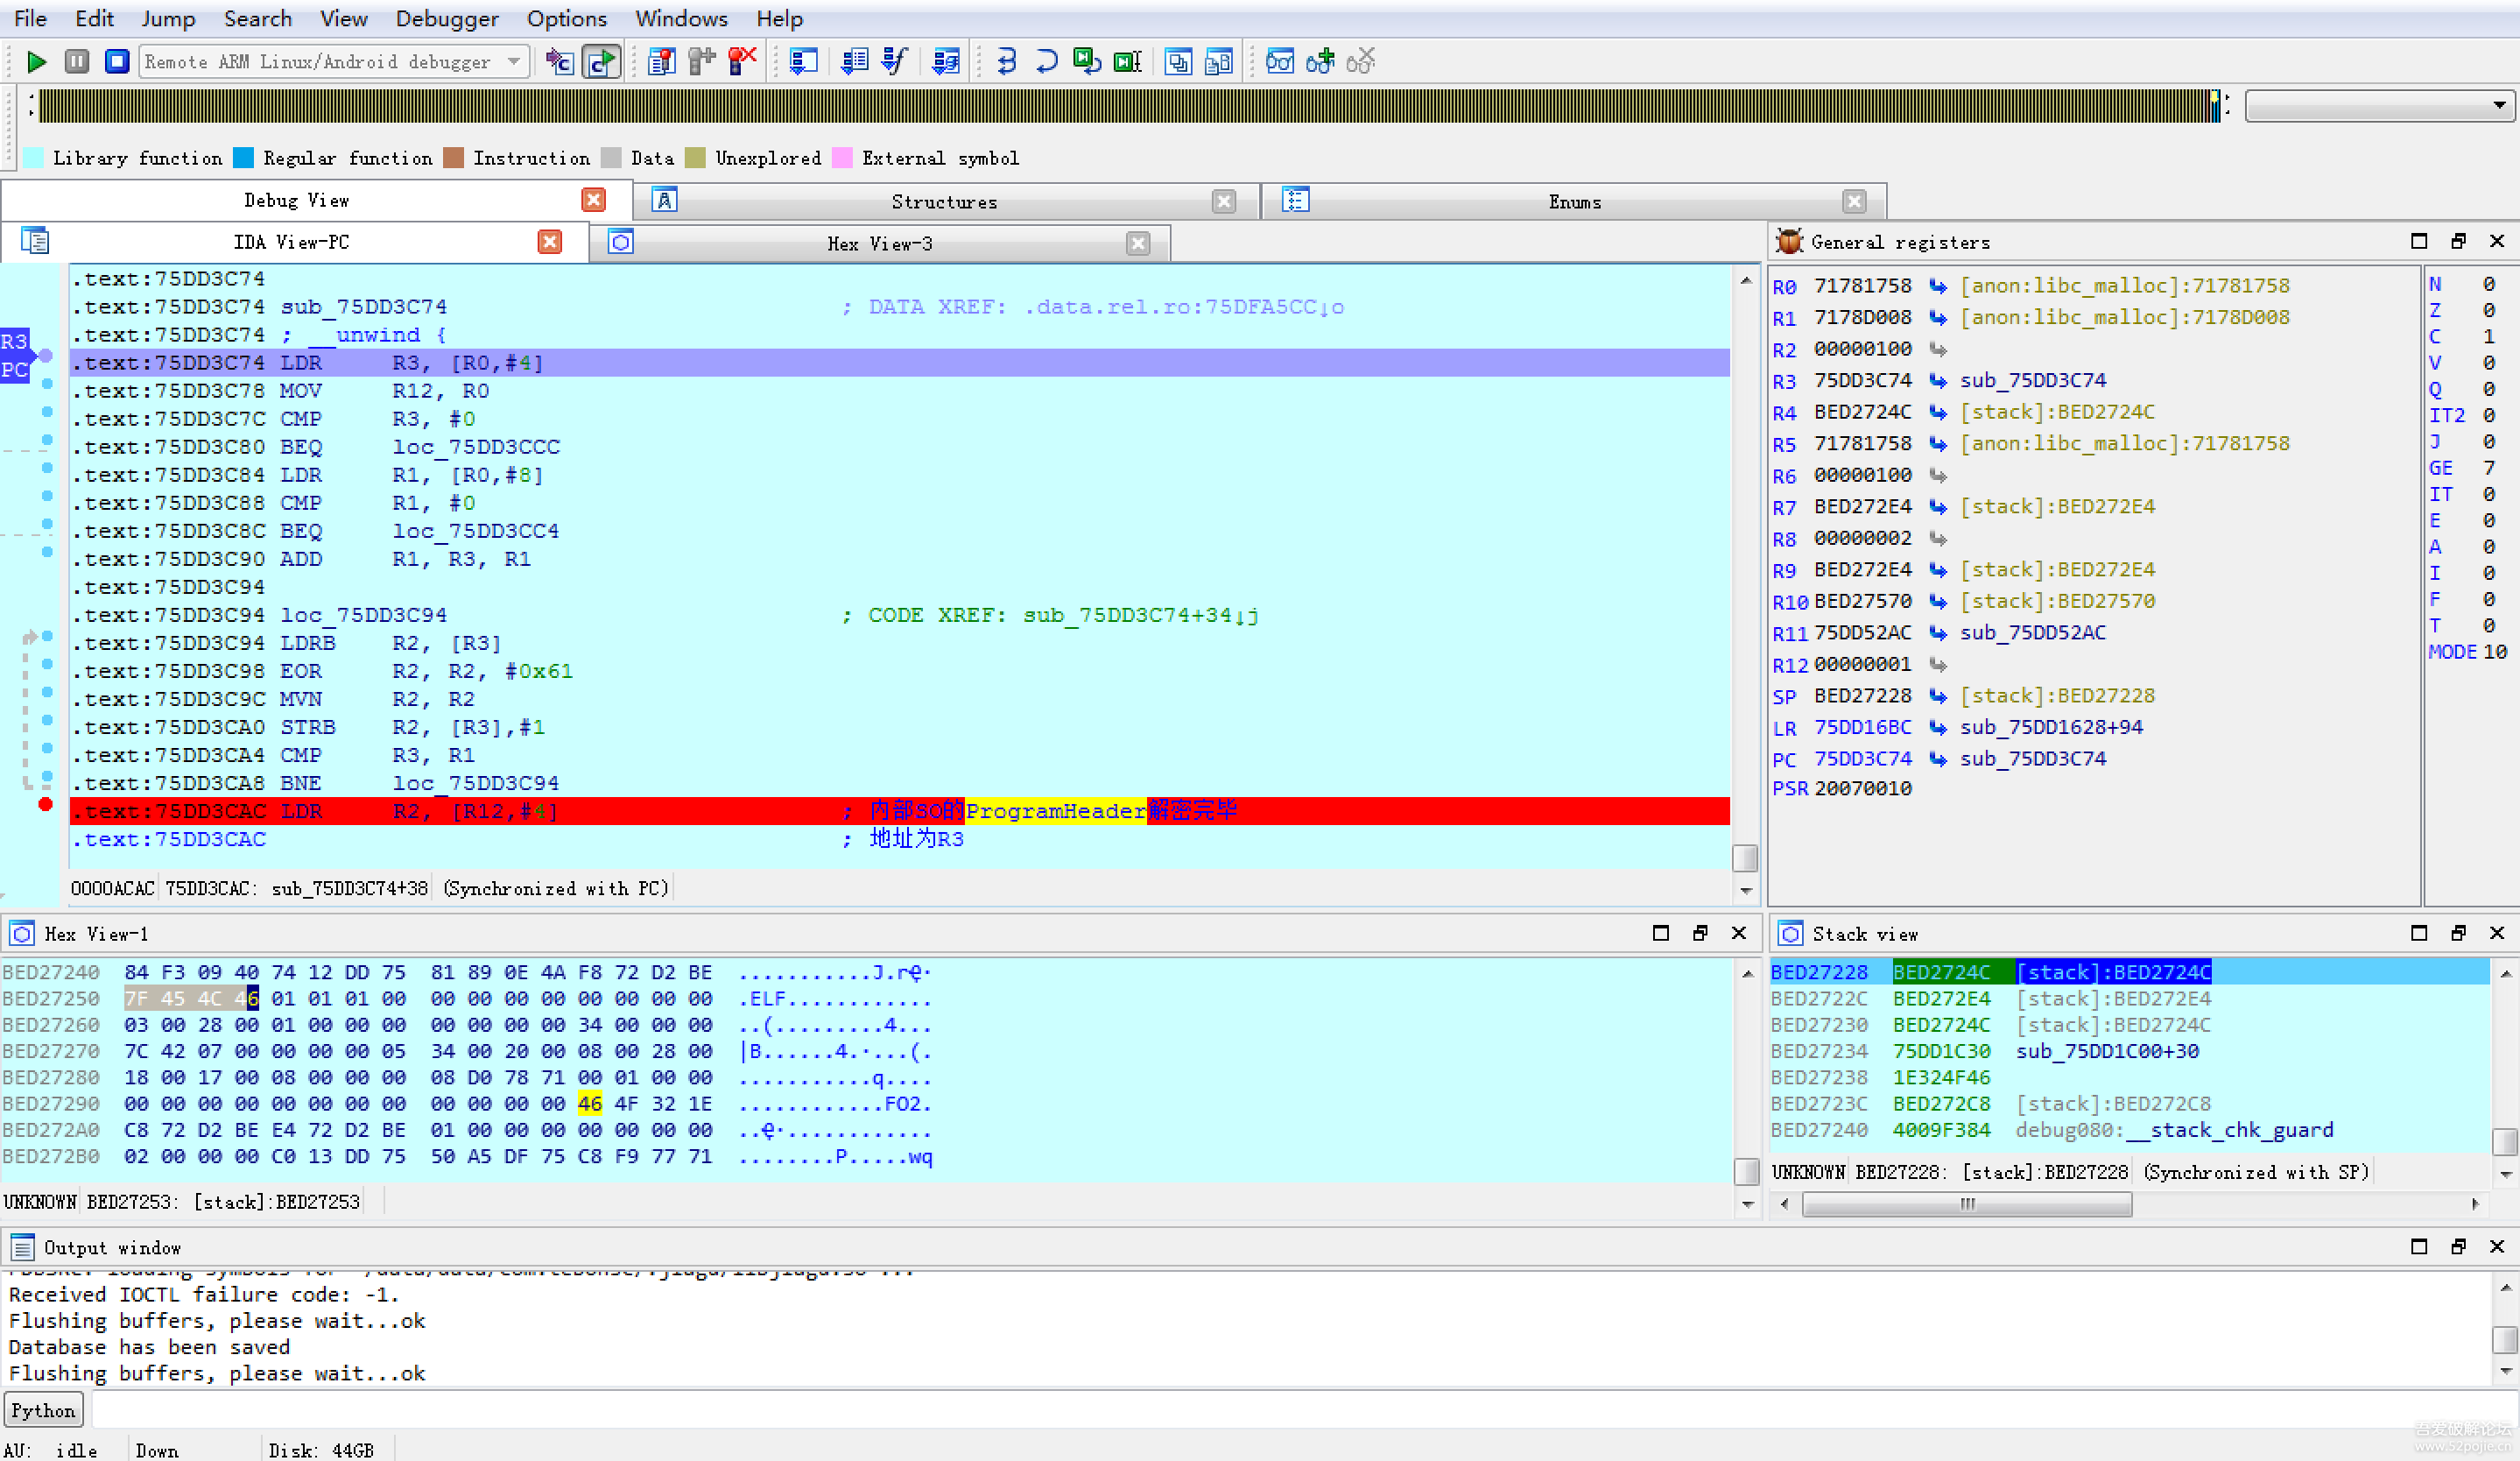 File Edit Jump Search View Debugger Options Windows Help
Remote ARM Linux/Android debugger
Library function Regular function Instruction Data Unexplored External symbol
Debug View Structures Enums
IDA View-PC Hex View-3
.text:75DD3C74
.text:75DD3C74 sub_75DD3C74 ; DATA XREF: .data.rel.ro:75DFA5CC↓o
.text:75DD3C74 ; __unwind {
.text:75DD3C74 LDR R3, [R0,#4]
.text:75DD3C78 MOV R12, R0
.text:75DD3C7C CMP R3, #0
.text:75DD3C80 BEQ loc_75DD3CCC
.text:75DD3C84 LDR R1, [R0,#8]
.text:75DD3C88 CMP R1, #0
.text:75DD3C8C BEQ loc_75DD3CC4
.text:75DD3C90 ADD R1, R3, R1
.text:75DD3C94
.text:75DD3C94 loc_75DD3C94 ; CODE XREF: sub_75DD3C74+34↓j
.text:75DD3C94 LDRB R2, [R3]
.text:75DD3C98 EOR R2, R2, #0x61
.text:75DD3C9C MVN R2, R2
.text:75DD3CA0 STRB R2, [R3],#1
.text:75DD3CA4 CMP R3, R1
.text:75DD3CA8 BNE loc_75DD3C94
.text:75DD3CAC LDR R2, [R12,#4] ; 内部SO的ProgramHeader解密完毕
.text:75DD3CAC ; 地址为R3
R3
PC
0000ACAC 75DD3CAC: sub_75DD3C74+38 (Synchronized with PC)
General registers
R0 71781758 [anon:libc_malloc]:71781758
R1 7178D008 [anon:libc_malloc]:7178D008
R2 00000100
R3 75DD3C74 sub_75DD3C74
R4 BED2724C [stack]:BED2724C
R5 71781758 [anon:libc_malloc]:71781758
R6 00000100
R7 BED272E4 [stack]:BED272E4
R8 00000002
R9 BED272E4 [stack]:BED272E4
R10 BED27570 [stack]:BED27570
R11 75DD52AC sub_75DD52AC
R12 00000001
SP BED27228 [stack]:BED27228
LR 75DD16BC sub_75DD1628+94
PC 75DD3C74 sub_75DD3C74
PSR 20070010
N 0
Z 0
C 1
V 0
Q 0
IT2 0
J 0
GE 7
IT 0
E 0
A 0
I 0
F 0
T 0
MODE 10
Hex View-1
BED27240 84 F3 09 40 74 12 DD 75 81 89 0E 4A F8 72 D2 BE ...........J.rҾ
BED27250 7F 45 4C 46 01 01 01 00 00 00 00 00 00 00 00 00 .ELF............
BED27260 03 00 28 00 01 00 00 00 00 00 00 00 34 00 00 00 ..(.........4...
BED27270 7C 42 07 00 00 00 00 05 34 00 20 00 08 00 28 00 |B......4.·...(.
BED27280 18 00 17 00 08 00 00 00 08 D0 78 71 00 01 00 00 ...........q....
BED27290 00 00 00 00 00 00 00 00 00 00 00 00 46 4F 32 1E ............FO2.
BED272A0 C8 72 D2 BE E4 72 D2 BE 01 00 00 00 00 00 00 00
BED272B0 02 00 00 00 C0 13 DD 75 50 A5 DF 75 C8 F9 77 71 ........P.....wq
UNKNOWN BED27253: [stack]:BED27253
Stack view
BED27228 BED2724C [stack]:BED2724C
BED2722C BED272E4 [stack]:BED272E4
BED27230 BED2724C [stack]:BED2724C
BED27234 75DD1C30 sub_75DD1C00+30
BED27238 1E324F46
BED2723C BED272C8 [stack]:BED272C8
BED27240 4009F384 debug080:__stack_chk_guard
UNKNOWN BED27228: [stack]:BED27228 (Synchronized with SP)
Output window
Received IOCTL failure code: -1.
Flushing buffers, please wait...ok
Database has been saved
Flushing buffers, please wait...ok
Python
AU: idle Down Disk: 44GB
吾爱破解论坛
www.52pojie.cn